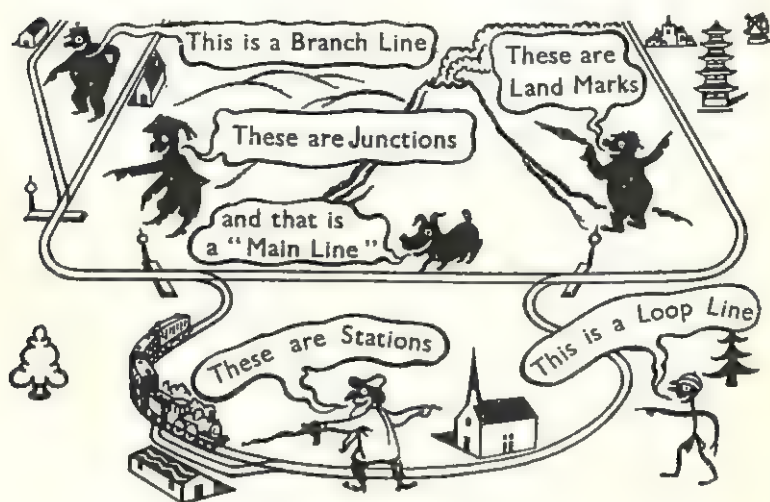 This is a Branch Line
These are
Land Marks
These are Junctions
and that is
a "Main Line"
These are Stations
This is a Loop Line